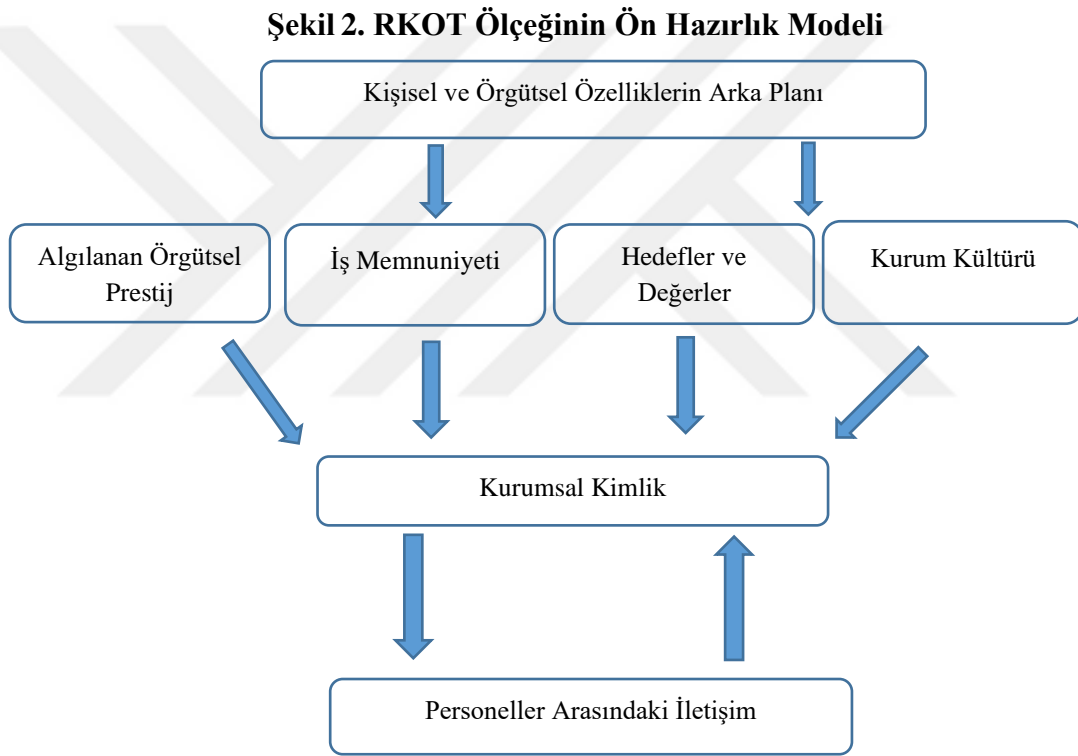 Şekil 2. RKOT Ölçeğinin Ön Hazırlık Modeli
Kişisel ve Örgütsel Özelliklerin Arka Planı
Algılanan Örgütsel
Prestij
İş Memnuniyeti
Hedefler ve
Değerler
Kurum Kültürü
Kurumsal Kimlik
Personeller Arasındaki İletişim